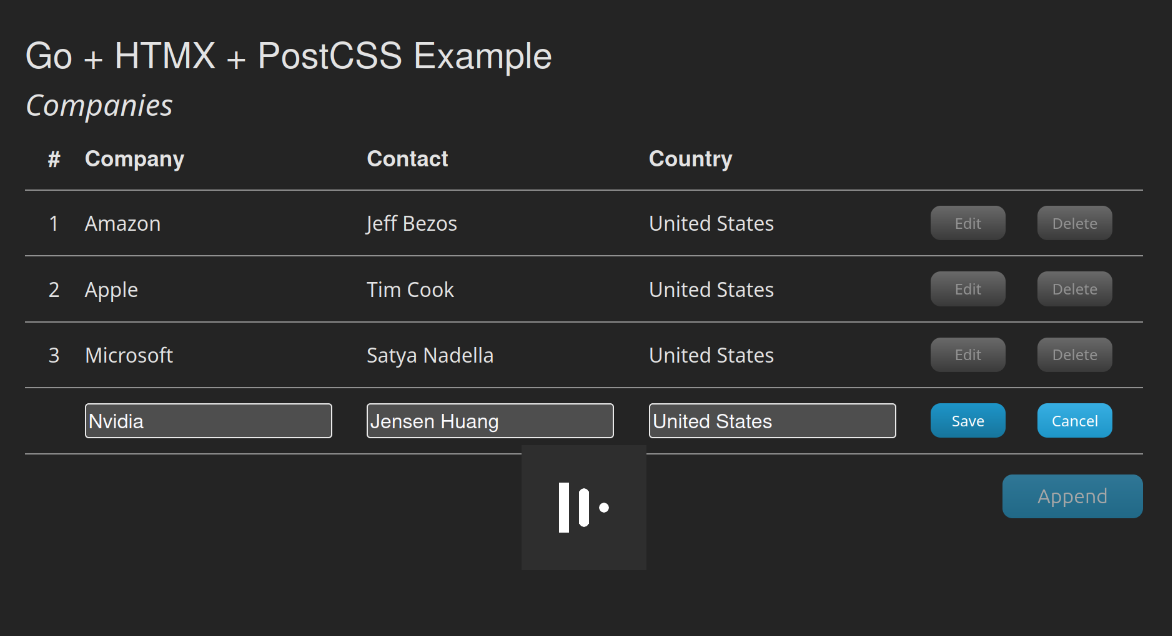 Go + HTMX + PostCSS Example
Companies
# Company Contact Country
1 Amazon Jeff Bezos United States Edit Delete
2 Apple Tim Cook United States Edit Delete
3 Microsoft Satya Nadella United States Edit Delete
Nvidia Jensen Huang United States Save Cancel
Append